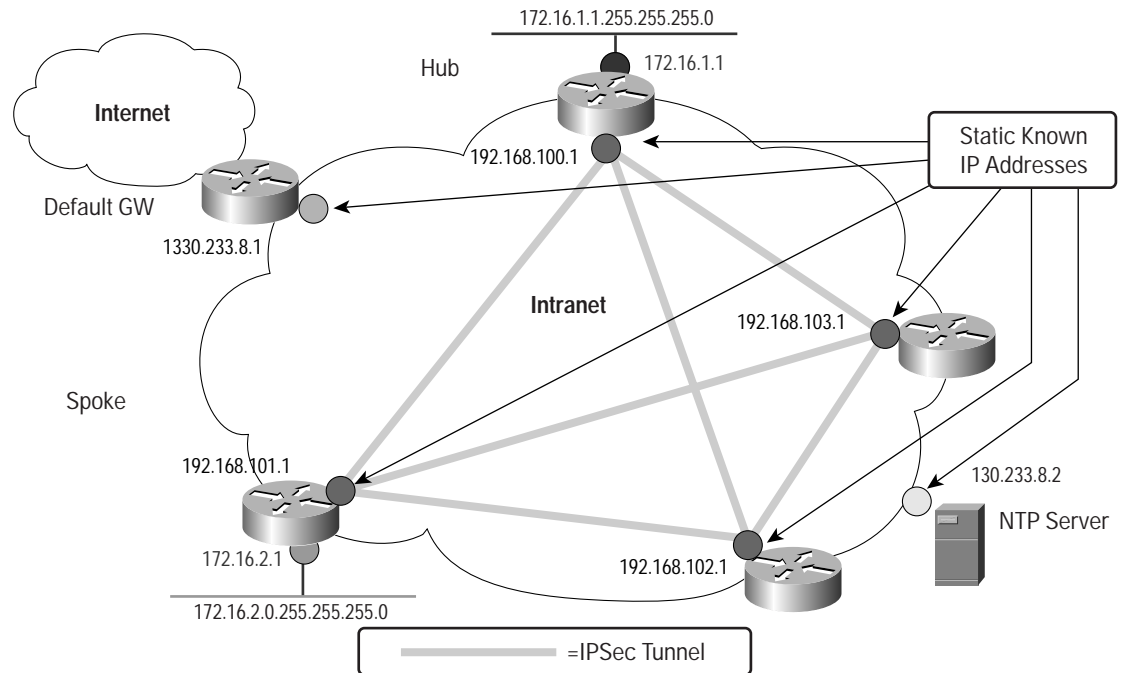 172.16.1.1.255.255.255.0
Hub
172.16.1.1
Internet
Static Known
IP Addresses
192.168.100.1
Default GW
1330.233.8.1
Intranet
192.168.103.1
Spoke
192.168.101.1
130.233.8.2
NTP Server
172.16.2.1
192.168.102.1
172.16.2.0.255.255.255.0
=IPSec Tunnel